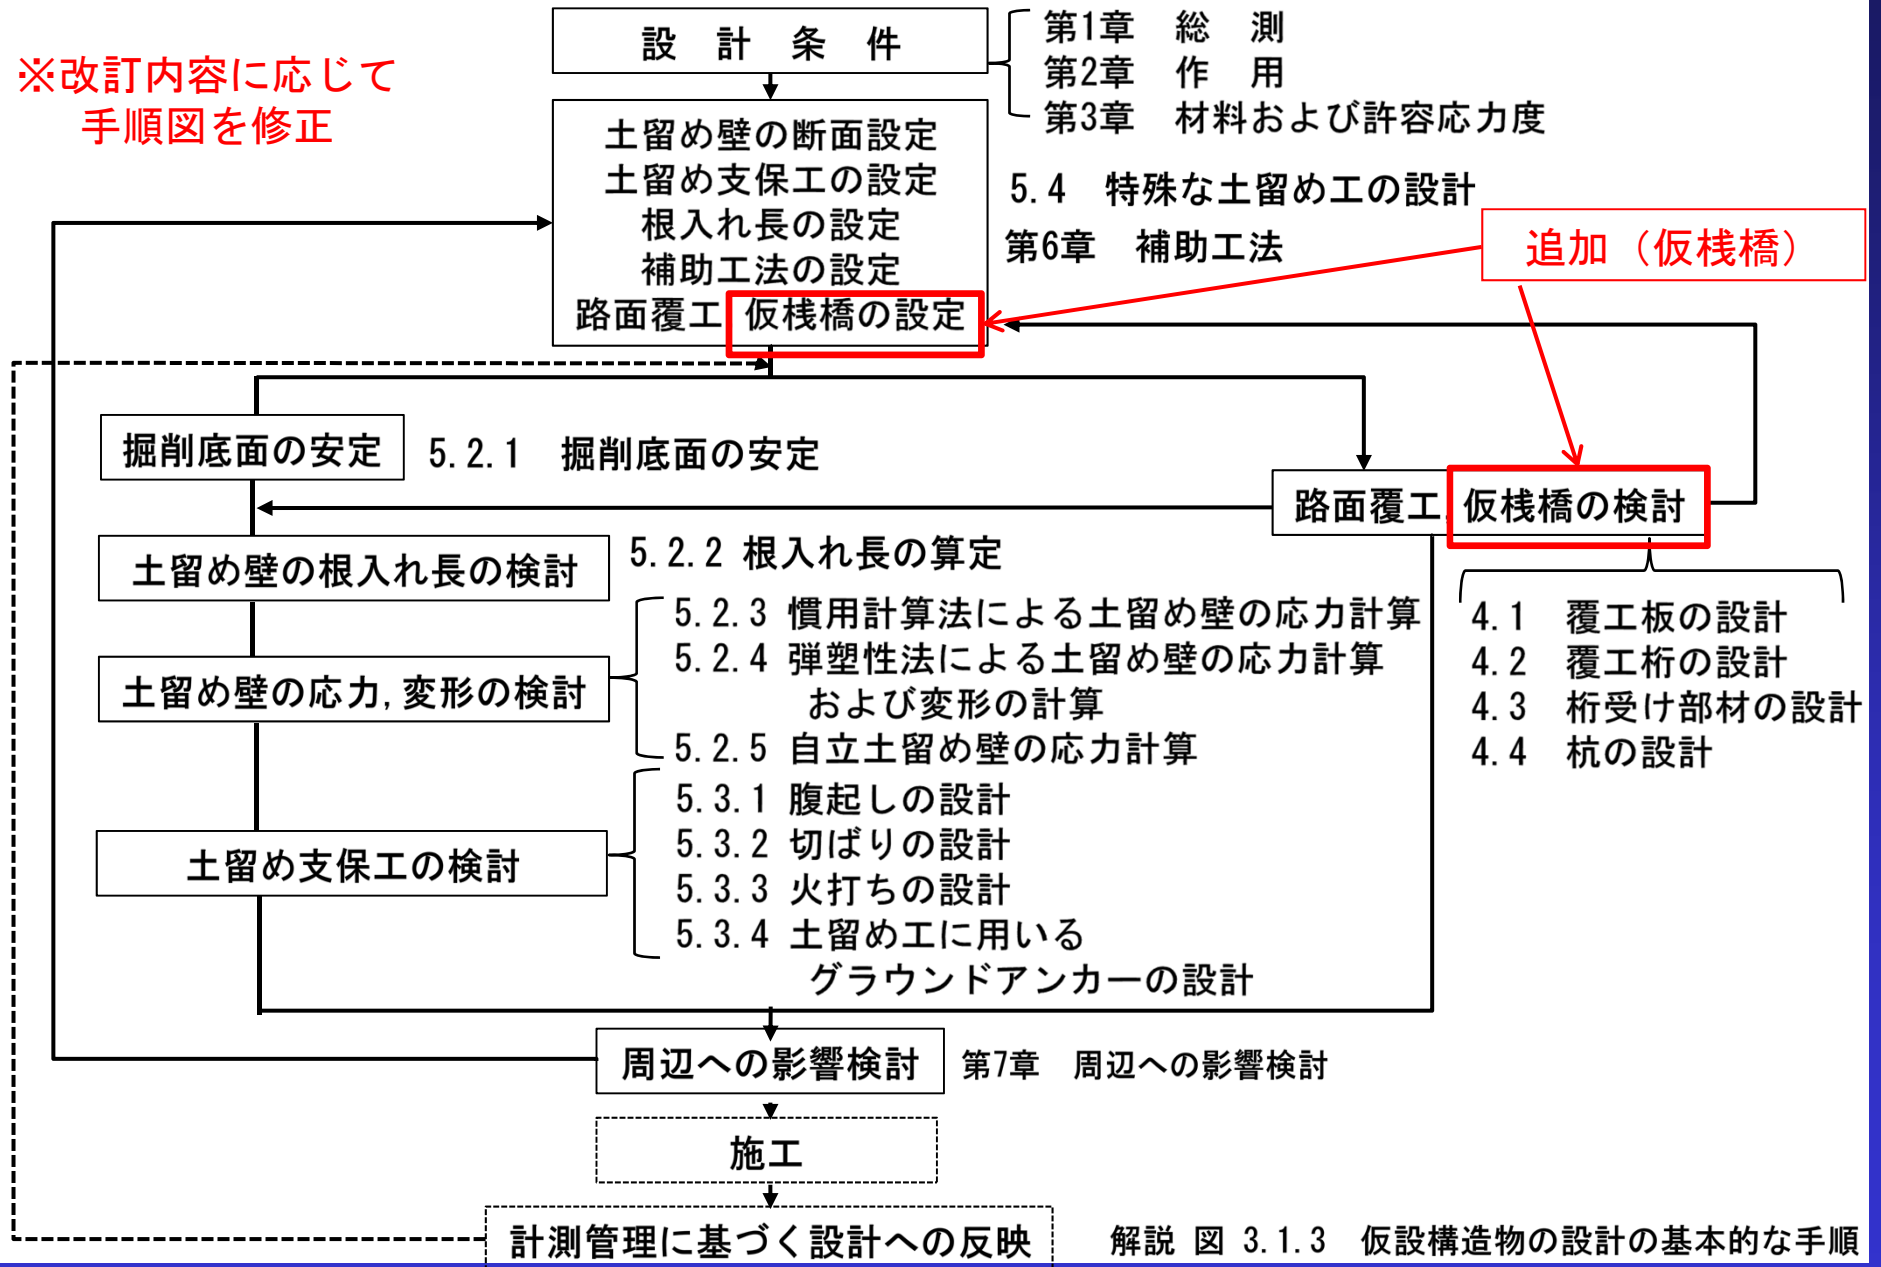 ※改訂内容に応じて
手順図を修正
設　計　条　件
第1章　総　測
第2章　作　用
第3章　材料および許容応力度
土留め壁の断面設定
土留め支保工の設定
根入れ長の設定
補助工法の設定
路面覆工 仮桟橋の設定
5.4　特殊な土留め工の設計
第6章　補助工法
追加（仮桟橋）
掘削底面の安定
5.2.1　掘削底面の安定
路面覆工, 仮桟橋の検討
土留め壁の根入れ長の検討
5.2.2 根入れ長の算定
土留め壁の応力,変形の検討
5.2.3 慣用計算法による土留め壁の応力計算
5.2.4 弾塑性法による土留め壁の応力計算
および変形の計算
5.2.5 自立土留め壁の応力計算
4.1　覆工板の設計
4.2　覆工桁の設計
4.3　桁受け部材の設計
4.4　杭の設計
土留め支保工の検討
5.3.1 腹起しの設計
5.3.2 切ばりの設計
5.3.3 火打ちの設計
5.3.4 土留め工に用いる
グラウンドアンカーの設計
周辺への影響検討
第7章　周辺への影響検討
施工
計測管理に基づく設計への反映
解説 図 3.1.3　仮設構造物の設計の基本的な手順